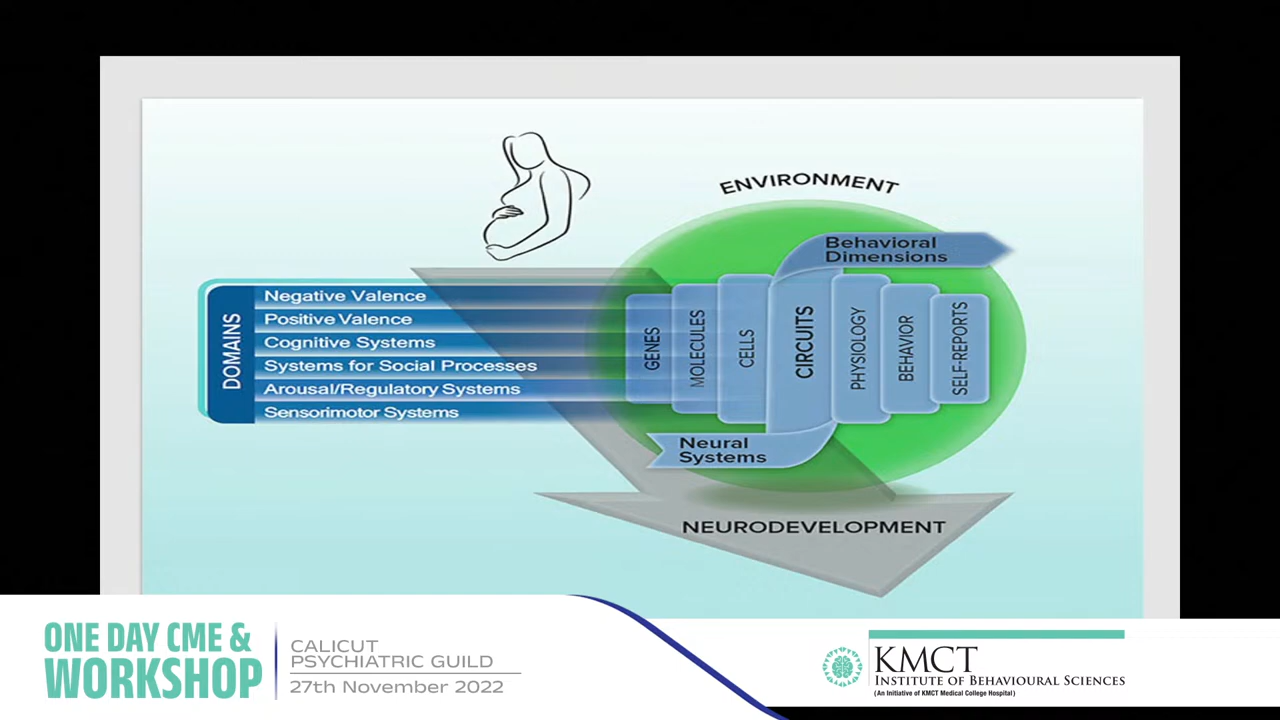 ENVIRONMENT
Behavioral
Dimensions
DOMAINS
Negative Valence
Positive Valence
Cognitive Systems
Systems for Social Processes
Arousal/Regulatory Systems
Sensorimotor Systems
GENES
MOLECULES
CELLS
CIRCUITS
PHYSIOLOGY
BEHAVIOR
SELF-REPORTS
Neural
Systems
NEURODEVELOPMENT
ONE DAY CME &
WORKSHOP
CALICUT
PSYCHIATRIC GUILD
27th November 2022
KMCT
INSTITUTE OF BEHAVIOURAL SCIENCES
(An Initiative of KMCT Medical College Hospital)